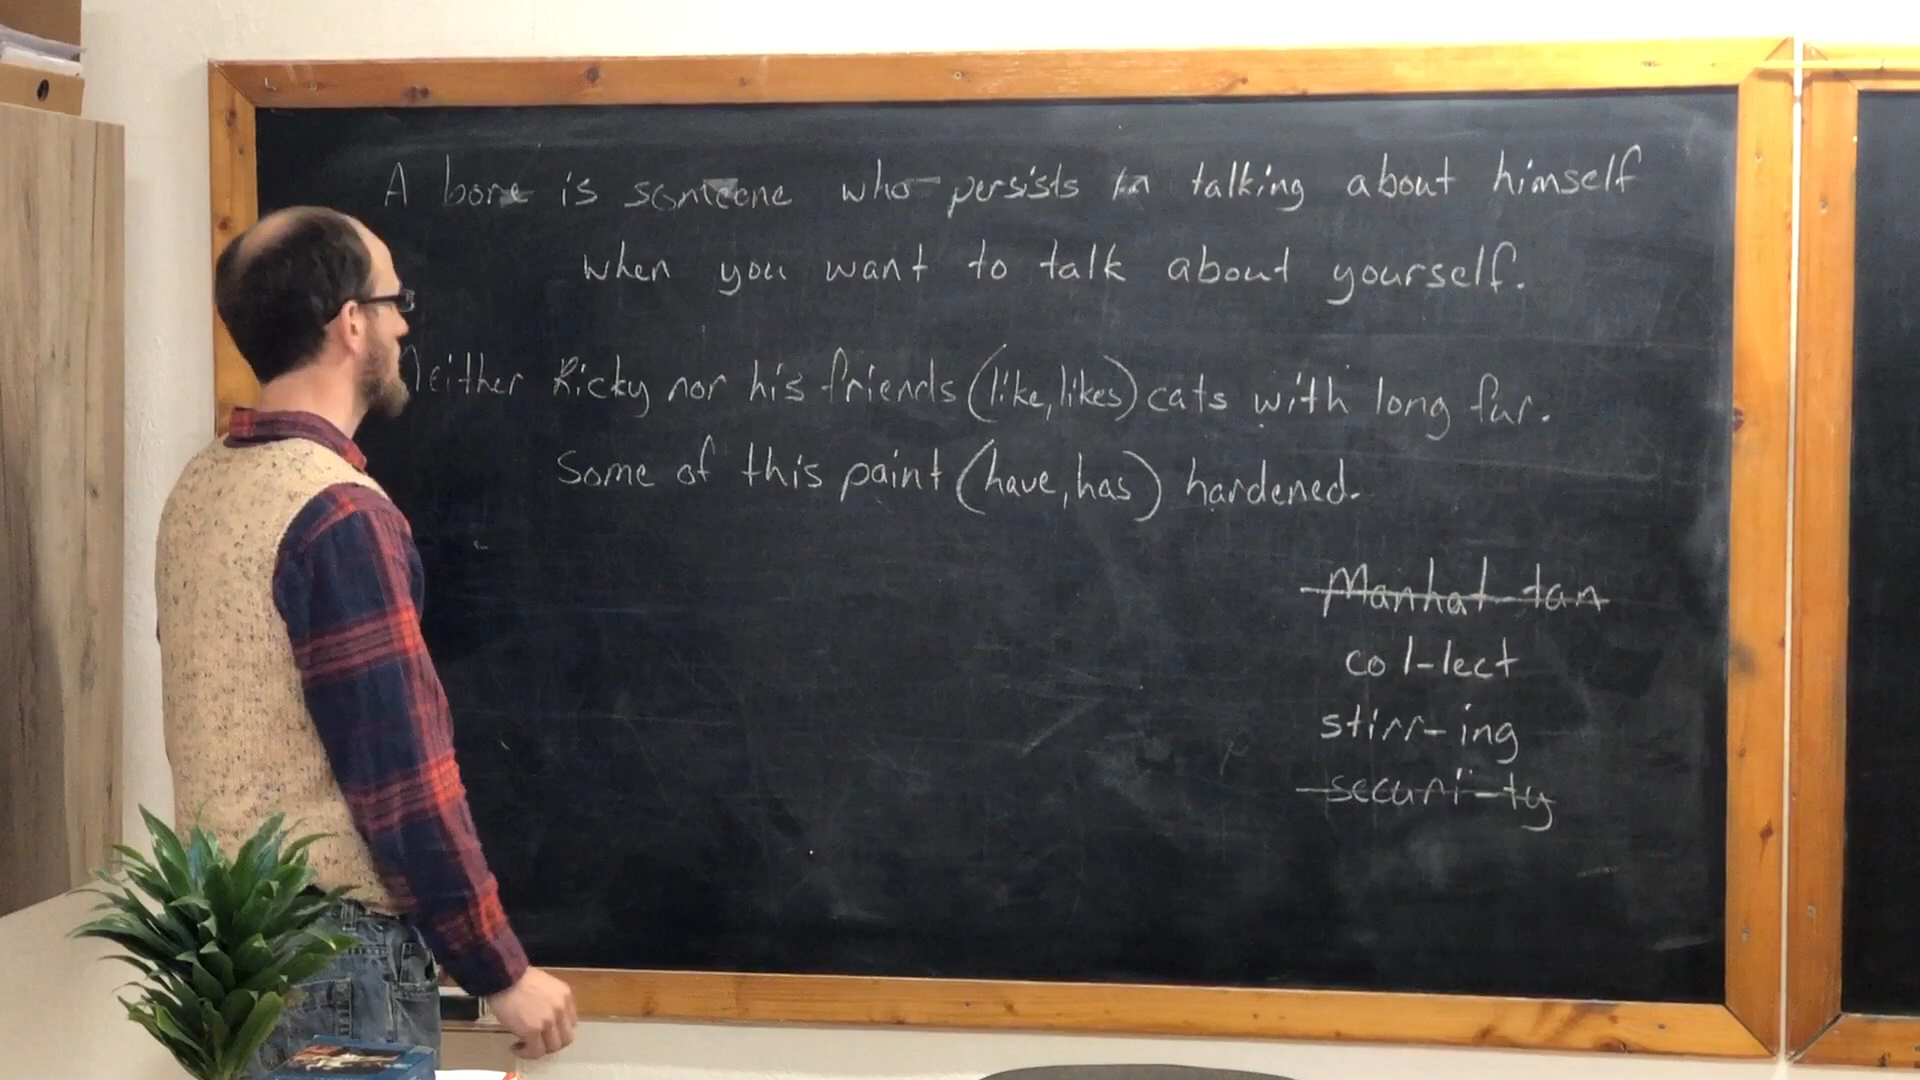 A bore is someone who persists in talking about himself
when you want to talk about yourself.
Neither Ricky nor his friends (like, likes) cats with long fur.
Some of this paint (have, has) hardened.
Manhat-tan
col-lect
stirr-ing
securi-ty